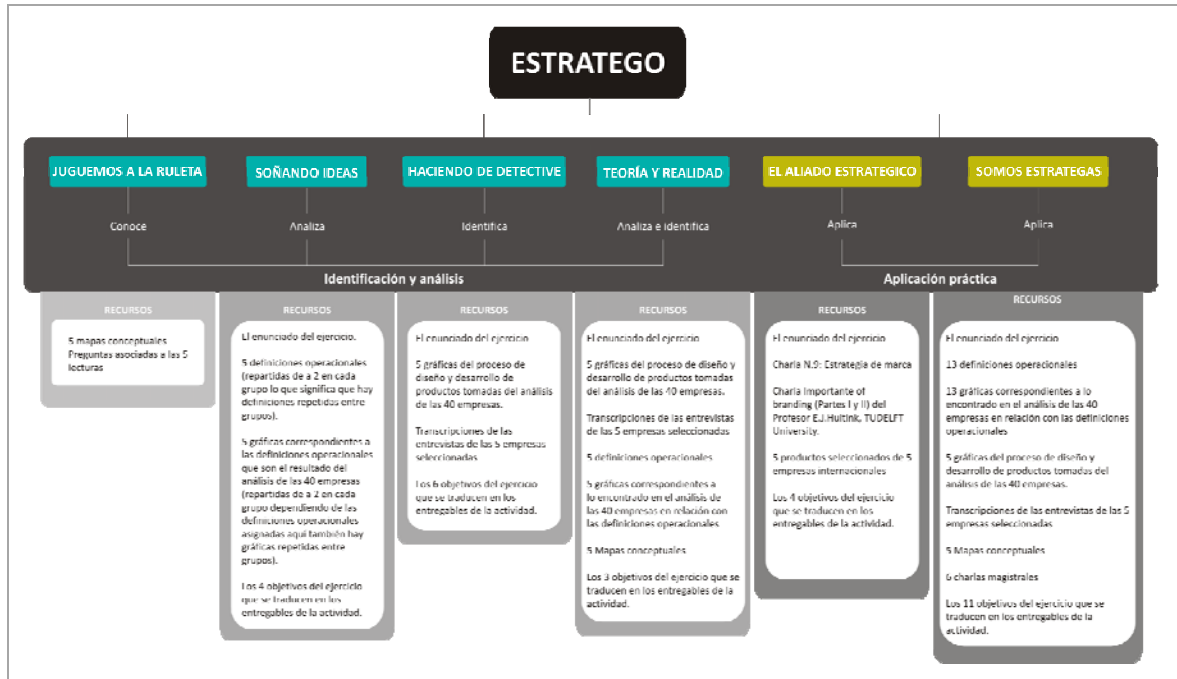 ESTRATEGO
JUGUEMOS A LA RULETA
SOÑANDO IDEAS
HACIENDO DE DETECTIVE
TEORÍA Y REALIDAD
EL ALIADO ESTRATEGICO
SOMOS ESTRATEGAS
Conoce
Analiza
Identifica
Analiza e identifica
Aplica
Aplica
Identificación y análisis
Aplicación práctica
RECURSOS
5 mapas conceptuales
Preguntas asociadas a las 5
lecturas
RECURSOS
El enunciado del ejercicio.
5 definiciones operacionales
(repartidas de a 2 en cada
grupo lo que significa que hay
definiciones repetidas entre
grupos).
5 gráficas correspondientes a
las definiciones operacionales
que son el resultado del
análisis de las 40 empresas
(repartidas de a 2 en cada
grupo dependiendo de las
definiciones operacionales
asignadas aquí también hay
gráficas repetidas entre
grupos).
Los 4 objetivos del ejercicio
que se traducen en los
entregables de la actividad.
RECURSOS
El enunciado del ejercicio
5 gráficas del proceso de
diseño y desarrollo de
productos tomadas del análisis
de las 40 empresas.
Transcripciones de las
entrevistas de las 5 empresas
seleccionadas
Los 6 objetivos del ejercicio
que se traducen en los
entregables de la actividad.
RECURSOS
El enunciado del ejercicio
5 gráficas del proceso de diseño y
desarrollo de productos tomadas
del análisis de las 40 empresas.
Transcripciones de las entrevistas
de las 5 empresas seleccionadas
5 definiciones operacionales
5 gráficas correspondientes a
lo encontrado en el análisis de
las 40 empresas en relación con
las definiciones operacionales
5 Mapas conceptuales
Los 3 objetivos del ejercicio que se
traducen en los entregables de la
actividad.
RECURSOS
El enunciado del ejercicio
Charla N.9: Estrategia de marca
Charla Importante of
branding (Partes I y II) del
Profesor E.J.Hultink, TUDELFT
University.
5 productos seleccionados de 5
empresas internacionales
Los 4 objetivos del ejercicio
que se traducen en los
entregables de la actividad.
RECURSOS
El enunciado del ejercicio
13 definiciones operacionales
13 gráficas correspondientes a lo
encontrado en el análisis de las 40
empresas en relación con las definiciones
operacionales
5 gráficas del proceso de diseño y
desarrollo de productos tomadas del
análisis de las 40 empresas.
Transcripciones de las entrevistas de las 5
empresas seleccionadas
5 Mapas conceptuales
6 charlas magistrales
Los 11 objetivos del ejercicio que se
traducen en los entregables de la
actividad.